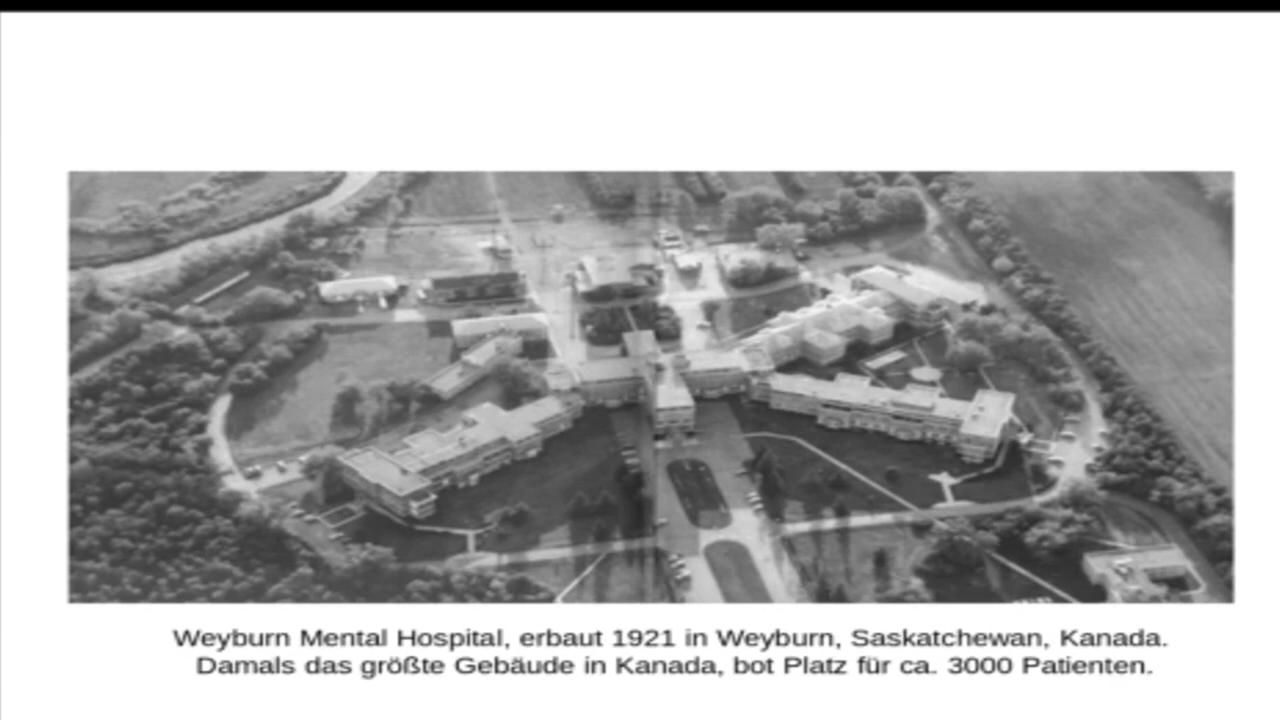 Weyburn Mental Hospital, erbaut 1921 in Weyburn, Saskatchewan, Kanada.
Damals das größte Gebäude in Kanada, bot Platz für ca. 3000 Patienten.